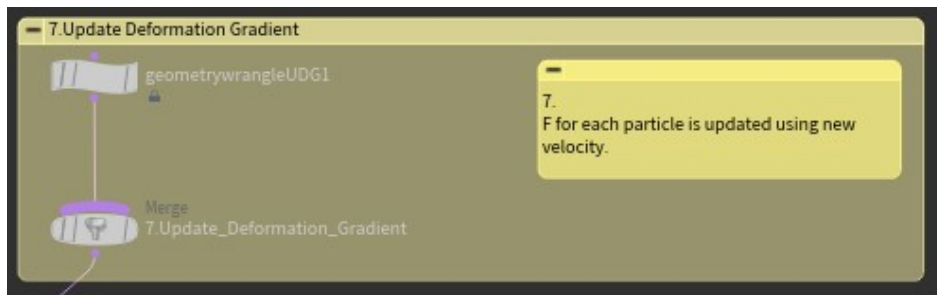 7.Update Deformation Gradient
geometrywrangleUDG1
7.
F for each particle is updated using new
velocity.
Merge
7.Update_Deformation_Gradient